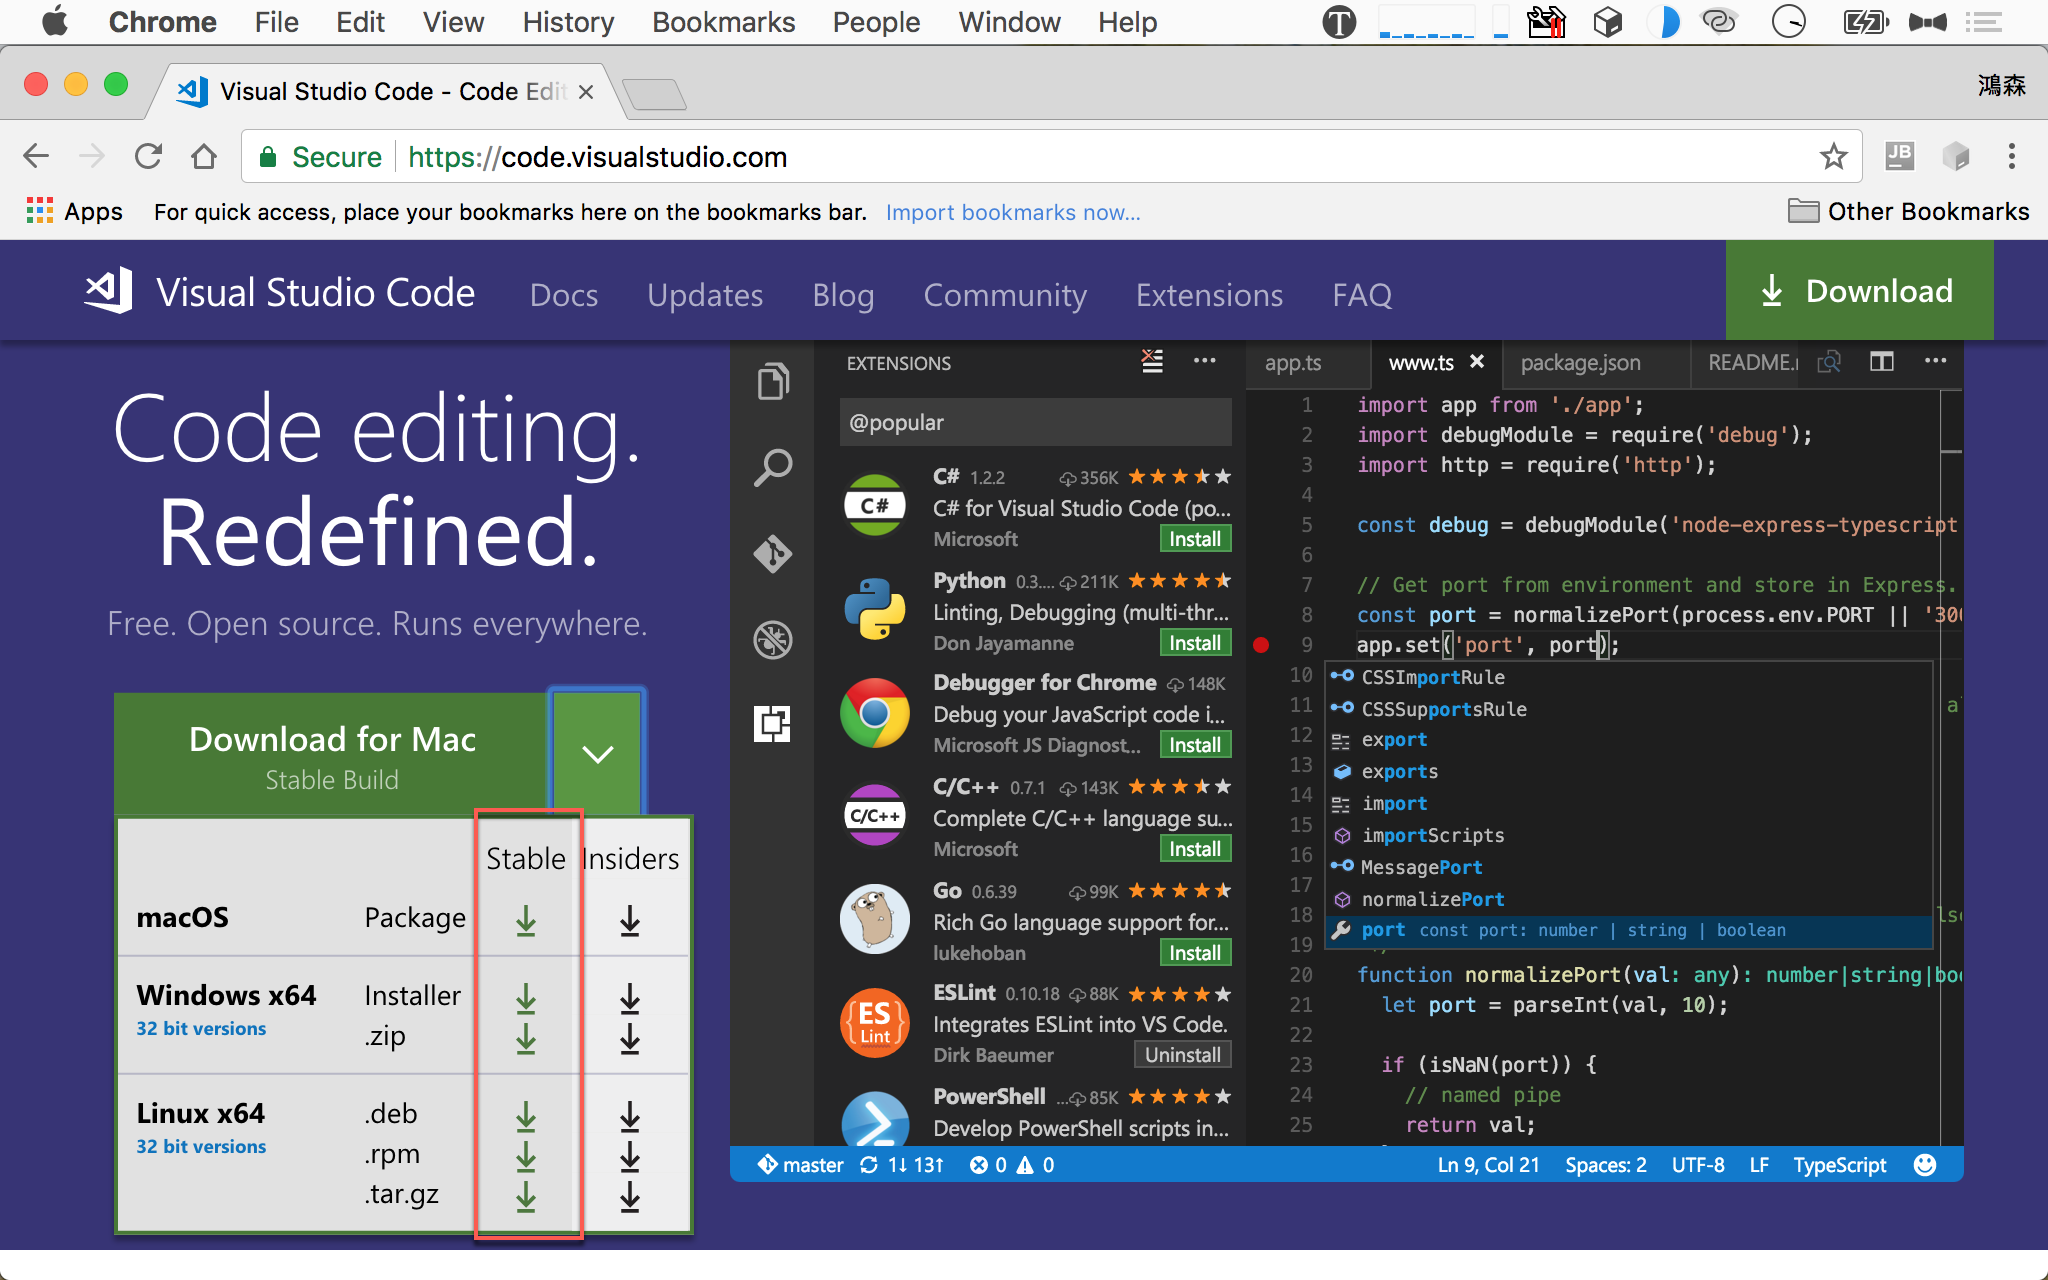 Chrome File Edit View History Bookmarks People Window Help
Visual Studio Code - Code Edit
鴻森
Secure https://code.visualstudio.com
JB
Apps For quick access, place your bookmarks here on the bookmarks bar. Import bookmarks now... Other Bookmarks
Visual Studio Code Docs Updates Blog Community Extensions FAQ Download
Code editing.
Redefined.
Free. Open source. Runs everywhere.
Download for Mac
Stable Build
Stable Insiders
macOS Package
Windows x64 Installer
32 bit versions .zip
Linux x64 .deb
32 bit versions .rpm
.tar.gz
EXTENSIONS
@popular
C# 1.2.2 356K
C#
C# for Visual Studio Code (po...
Microsoft Install
Python 0.3.... 211K
Linting, Debugging (multi-thr...
Don Jayamanne Install
Debugger for Chrome 148K
Debug your JavaScript code i...
Microsoft JS Diagnost... Install
C/C++ 0.7.1 143K
C/C++
Complete C/C++ language su...
Microsoft Install
Go 0.6.39 99K
Rich Go language support for...
lukehoban Install
ESLint 0.10.18 88K
{ES Lint}
Integrates ESLint into VS Code.
Dirk Baeumer Uninstall
PowerShell ... 85K
Develop PowerShell scripts in...
app.ts www.ts package.json README.
1 import app from './app';
2 import debugModule = require('debug');
3 import http = require('http');
4
5 const debug = debugModule('node-express-typescript
6
7 // Get port from environment and store in Express.
8 const port = normalizePort(process.env.PORT || '300
9 app.set('port', port);
10 CSSImportRule
11 CSSSupportsRule a
12 export
13 exports
14 import
15 importScripts
16 MessagePort
17 normalizePort
18 port const port: number | string | boolean ls
19
20 function normalizePort(val: any): number|string|boo
21 let port = parseInt(val, 10);
22
23 if (isNaN(port)) {
24 // named pipe
25 return val;
master 1↓ 13↑ 0 0 Ln 9, Col 21 Spaces: 2 UTF-8 LF TypeScript